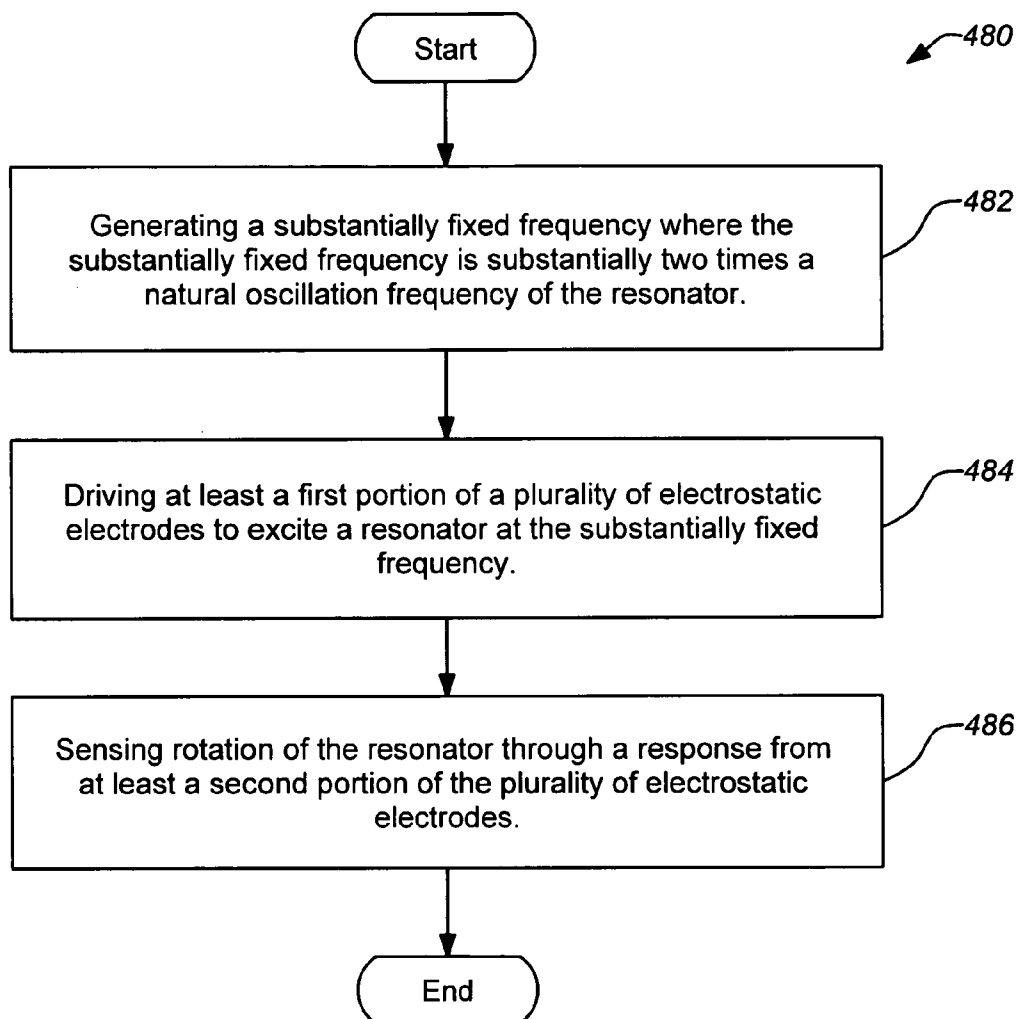 Start
480
Generating a substantially fixed frequency where the
substantially fixed frequency is substantially two times a
natural oscillation frequency of the resonator.
482
Driving at least a first portion of a plurality of electrostatic
electrodes to excite a resonator at the substantially fixed
frequency.
484
Sensing rotation of the resonator through a response from
at least a second portion of the plurality of electrostatic
electrodes.
486
End